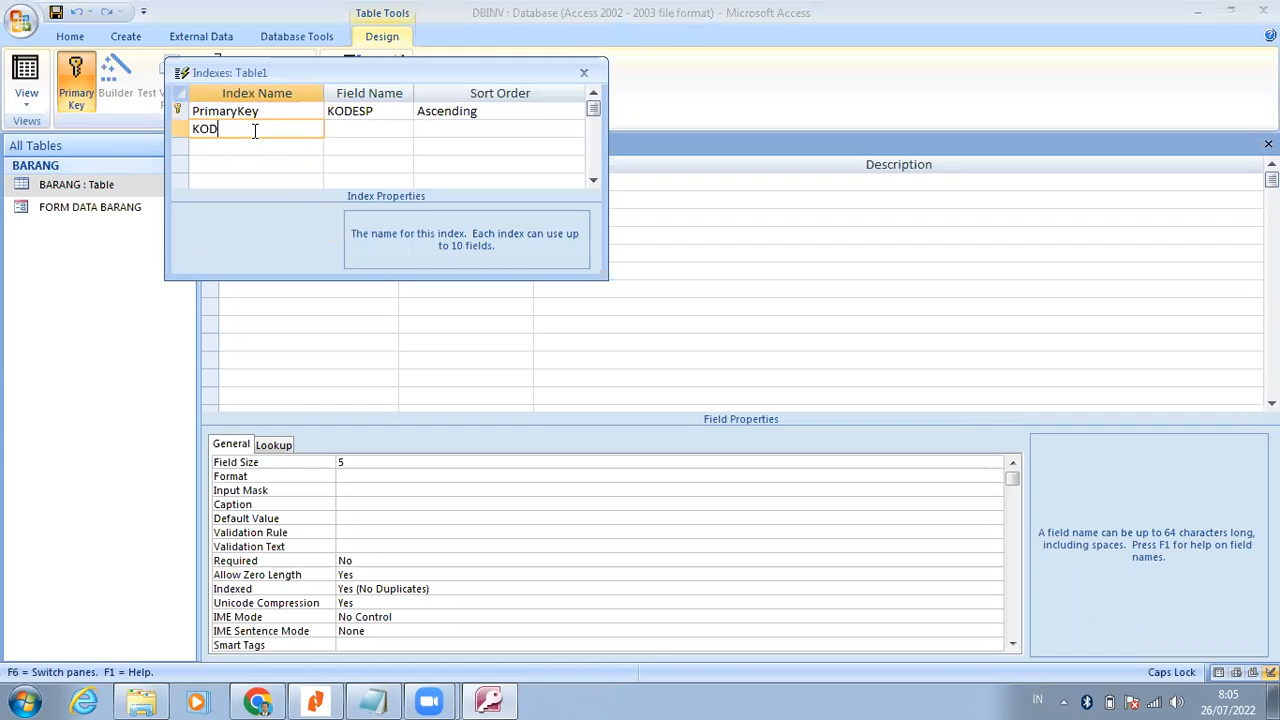 Table Tools
DBINV : Database (Access 2002 - 2003 file format) - Microsoft Access
Home Create External Data Database Tools Design
View
Primary Key
Builder
Test V
Views
Indexes: Table1
Index Name Field Name Sort Order
PrimaryKey KODESP Ascending
KOD
Index Properties
The name for this index. Each index can use up
to 10 fields.
All Tables
BARANG
BARANG : Table
FORM DATA BARANG
Description
Field Properties
General Lookup
Field Size 5
Format
Input Mask
Caption
Default Value
Validation Rule
Validation Text
Required No
Allow Zero Length Yes
Indexed Yes (No Duplicates)
Unicode Compression Yes
IME Mode No Control
IME Sentence Mode None
Smart Tags
A field name can be up to 64 characters long,
including spaces. Press F1 for help on field
names.
F6 = Switch panes. F1 = Help.
Caps Lock
IN
8:05
26/07/2022